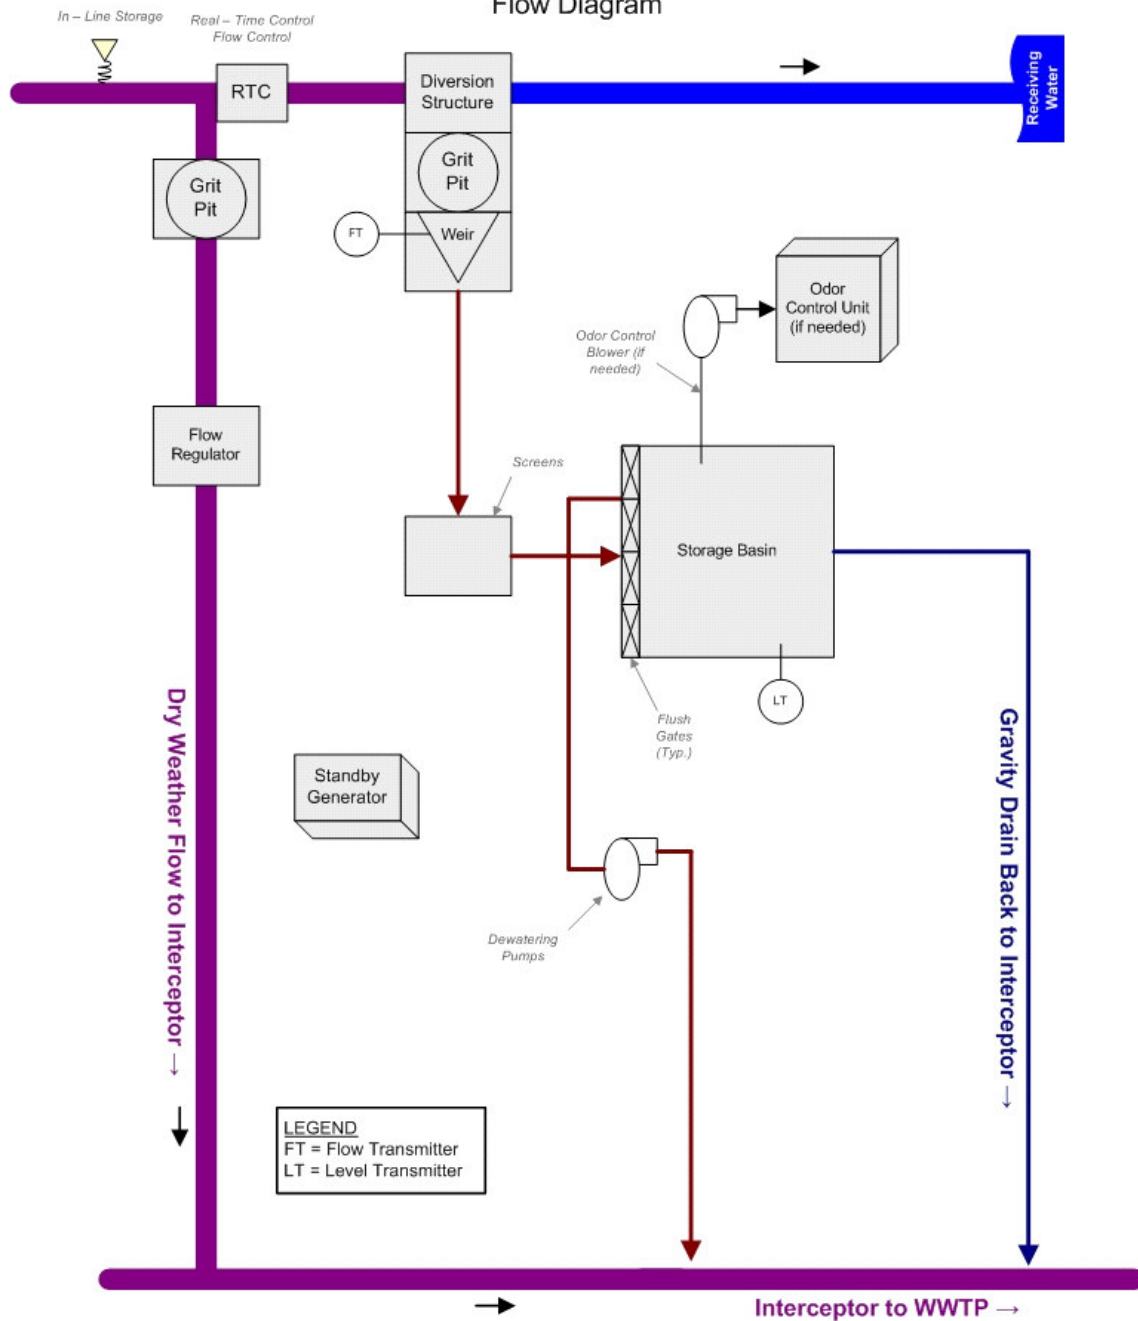 Flow Diagram
In – Line Storage
Real – Time Control
Flow Control
RTC
Diversion
Structure
Receiving
Water
Grit
Pit
Grit
Pit
FT
Weir
Odor
Control Unit
(if needed)
Odor Control
Blower (if
needed)
Flow
Regulator
Screens
Storage Basin
LT
Flush
Gates
(Typ.)
Dry Weather Flow to Interceptor →
Gravity Drain Back to Interceptor →
Standby
Generator
Dewatering
Pumps
LEGEND
FT = Flow Transmitter
LT = Level Transmitter
Interceptor to WWTP →